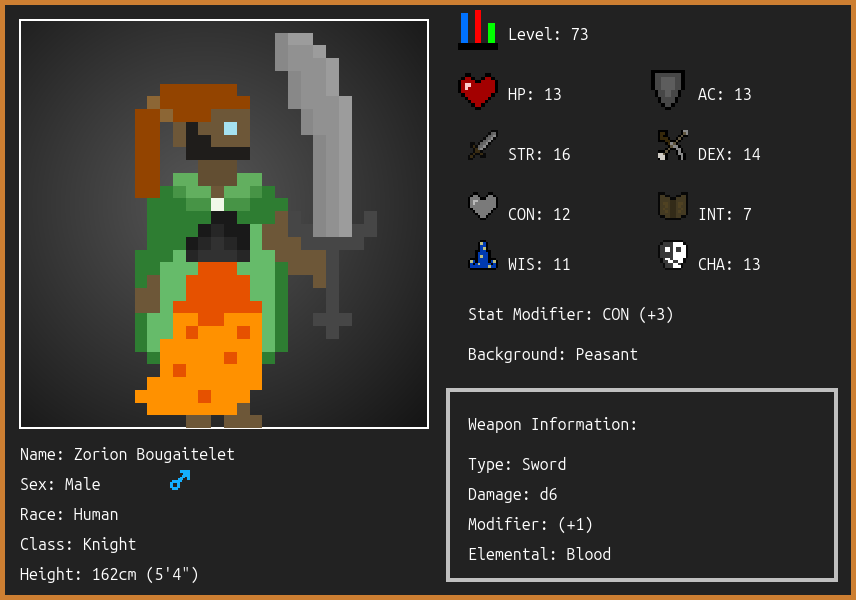 Level: 73
HP: 13
AC: 13
STR: 16
DEX: 14
CON: 12
INT: 7
WIS: 11
CHA: 13
Stat Modifier: CON (+3)
Background: Peasant
Weapon Information:
Type: Sword
Damage: d6
Modifier: (+1)
Elemental: Blood
Name: Zorion Bougaitelet
Sex: Male
Race: Human
Class: Knight
Height: 162cm (5'4")